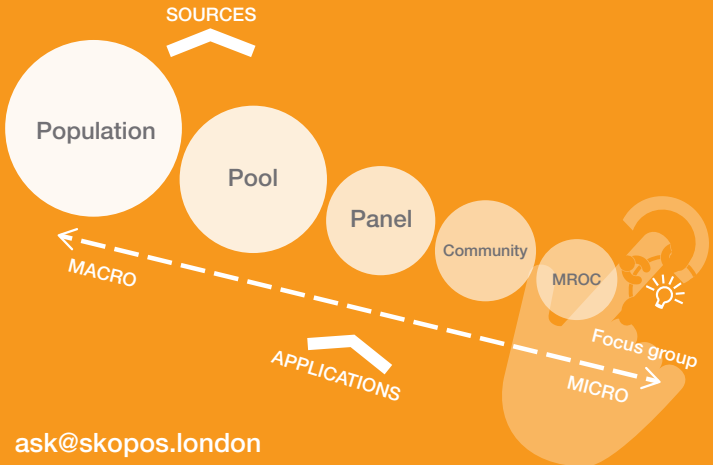 SOURCES
Population
Pool
Panel
Community
MROC
Focus group
MACRO
APPLICATIONS
MICRO
ask@skopos.london